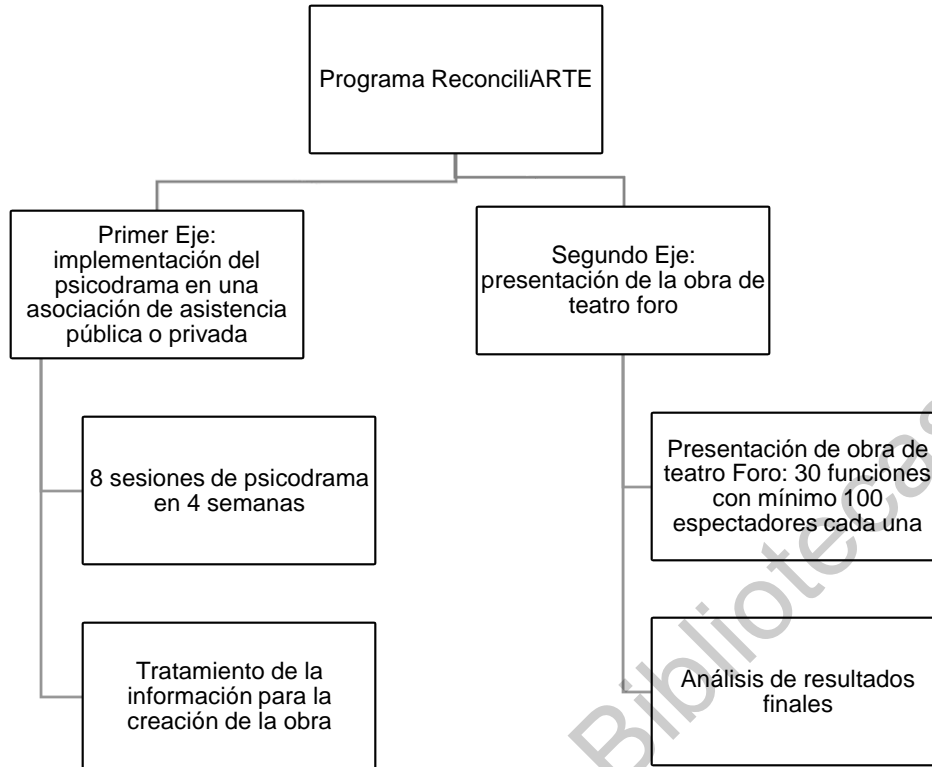 Programa ReconciliARTE
Primer Eje:
implementación del
psicodrama en una
asociación de asistencia
pública o privada
8 sesiones de psicodrama
en 4 semanas
Tratamiento de la
información para la
creación de la obra
Segundo Eje:
presentación de la obra de
teatro foro
Presentación de obra de
teatro Foro: 30 funciones
con mínimo 100
espectadores cada una
Análisis de resultados
finales
Bibliotecas